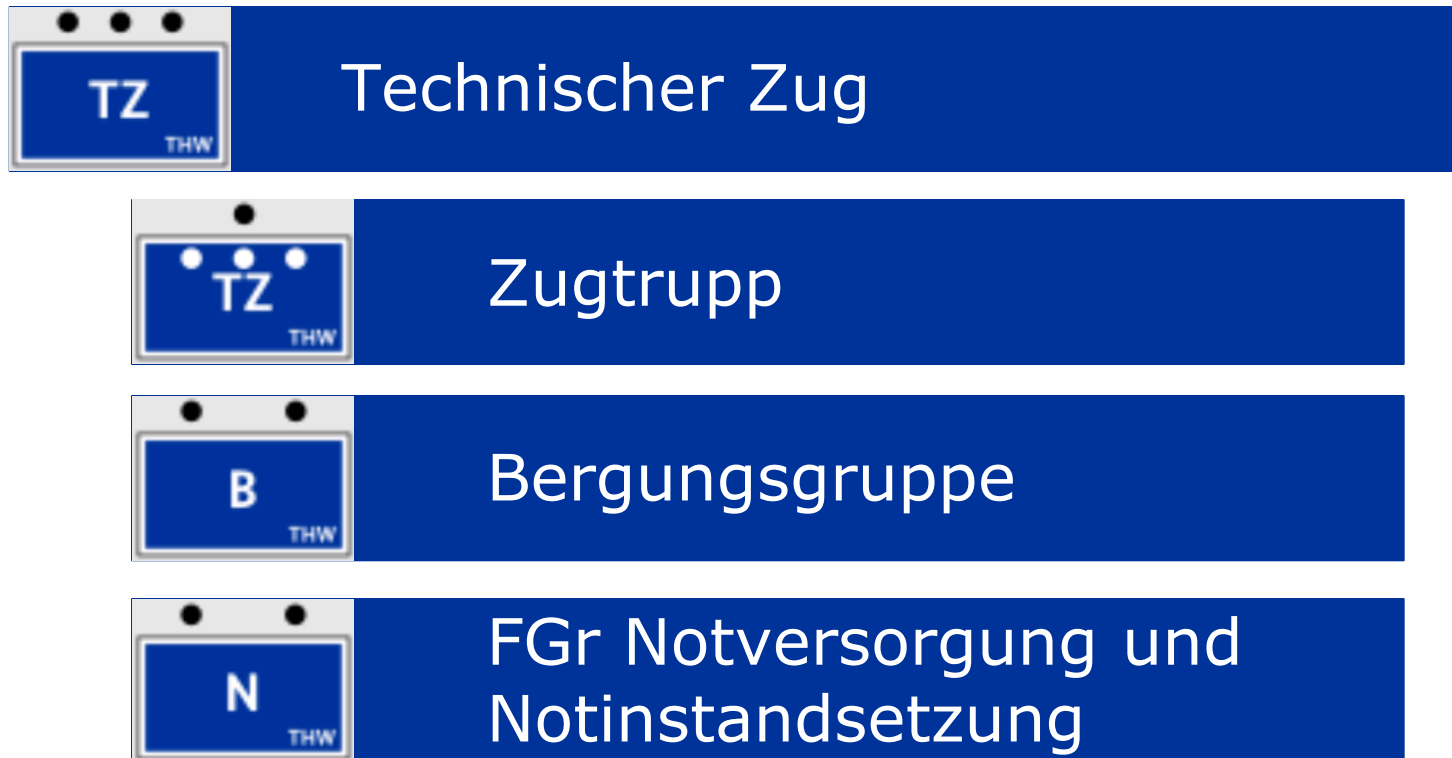 TZ
THW
Technischer Zug
TZ
THW
Zugtrupp
B
THW
Bergungsgruppe
N
THW
FGr Notversorgung und
Notinstandsetzung